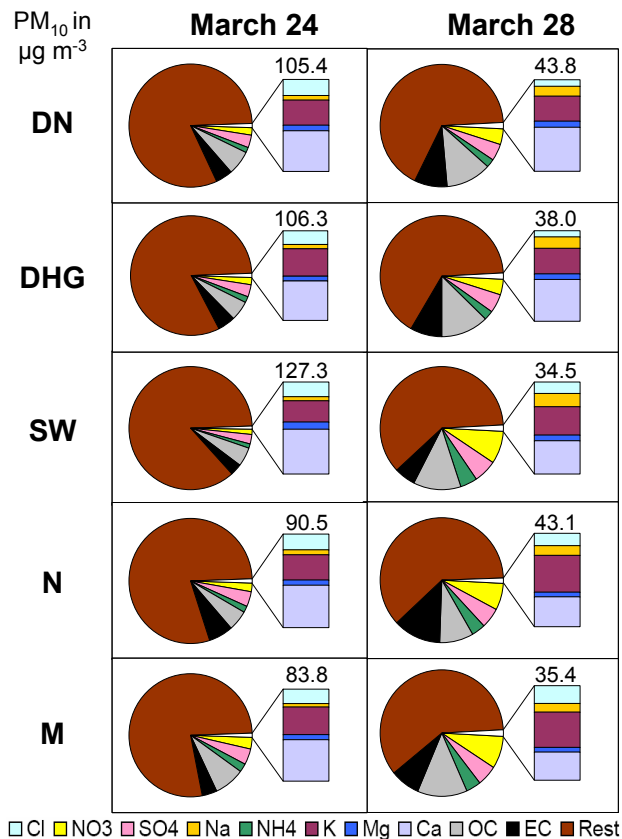 PM10 in
µg m-3
March 24
March 28
DN
105.4
43.8
DHG
106.3
38.0
SW
127.3
34.5
N
90.5
43.1
M
83.8
35.4
Cl NO3 SO4 Na NH4 K Mg Ca OC EC Rest